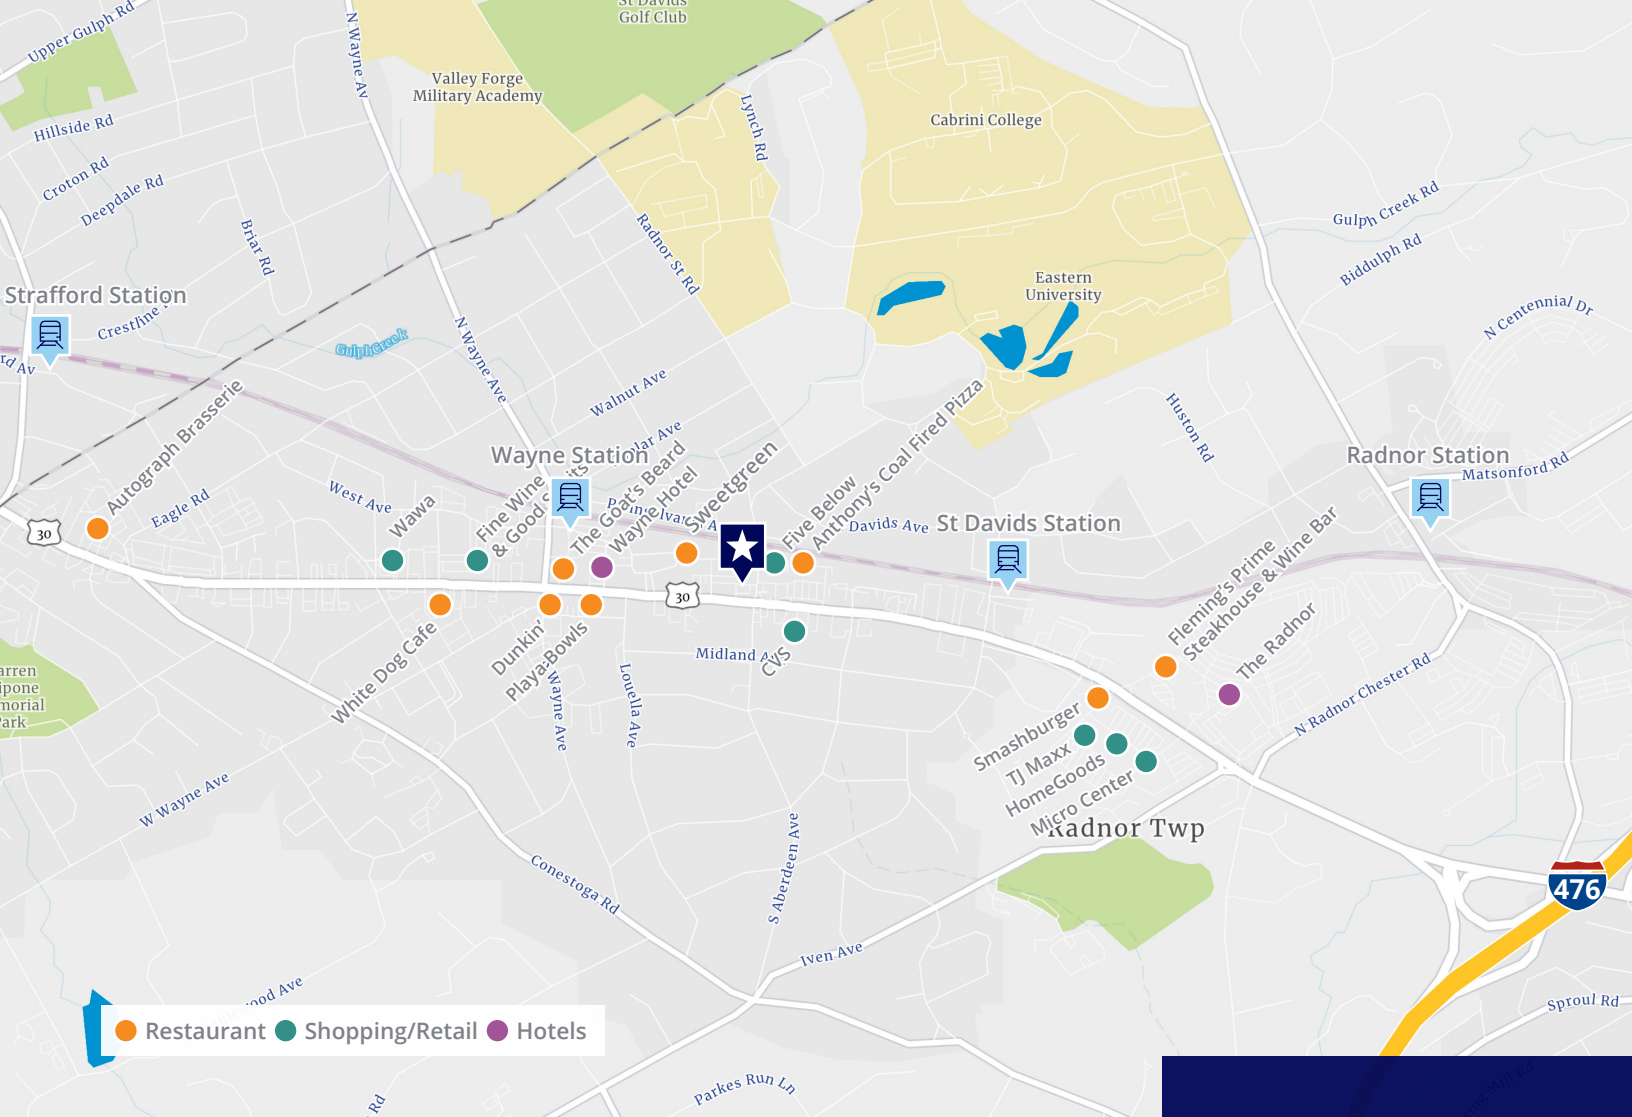 St Davids
Golf Club
Upper Gulph Rd
N Wayne Av
Valley Forge
Military Academy
Lynch Rd
Cabrini College
Hillside Rd
Croton Rd
Deepdale Rd
Briar Rd
Radnor St Rd
Gulph Creek Rd
Biddulph Rd
Eastern
University
Strafford Station
Crestline
N Centennial Dr
GulphCreek
N Wayne Ave
rd Av
Walnut Ave
Autograph Brasserie
Huston Rd
Wayne Station
Radnor Station
Matsonford Rd
West Ave
Eagle Rd
Wawa
Fine Wine
& Good
The Goat's Beard
Wayne Hotel
Sweetgreen
Five Below
Anthony's Coal Fired Pizza
Davids Ave
St Davids Station
30
30
White Dog Cafe
Dunkin'
Playa Bowls
Wayne Ave
Louella Ave
Midland
CVS
Fleming's Prime
Steakhouse & Wine Bar
The Radnor
N Radnor Chester Rd
Smashburger
TJ Maxx
HomeGoods
Micro Center
Radnor Twp
W Wayne Ave
Conestoga Rd
S Aberdeen Ave
Iven Ave
476
Sproul Rd
Ave
Restaurant
Shopping/Retail
Hotels
Parkes Run Ln
Rd